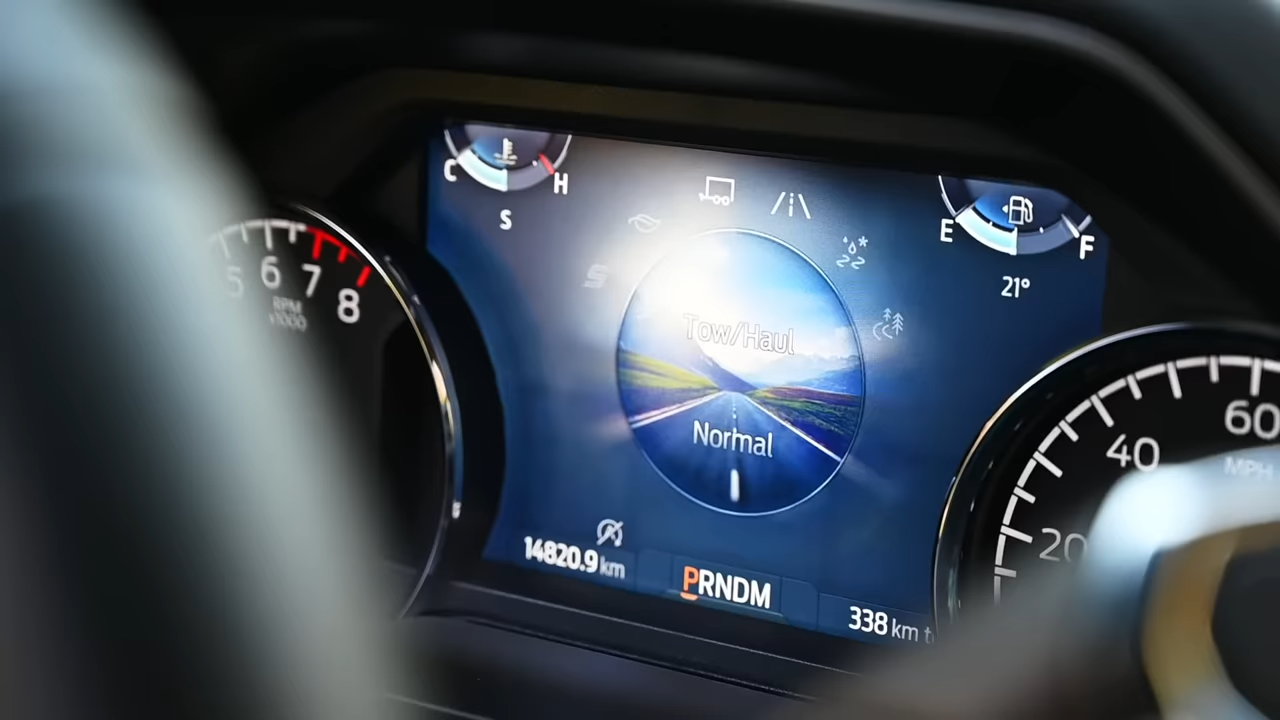 C
H
S
E
F
21°
5 6 7 8
RPM
x1000
Tow/Haul
Normal
14820.9 km
PRNDM
338 km t
20
40
60
MPH